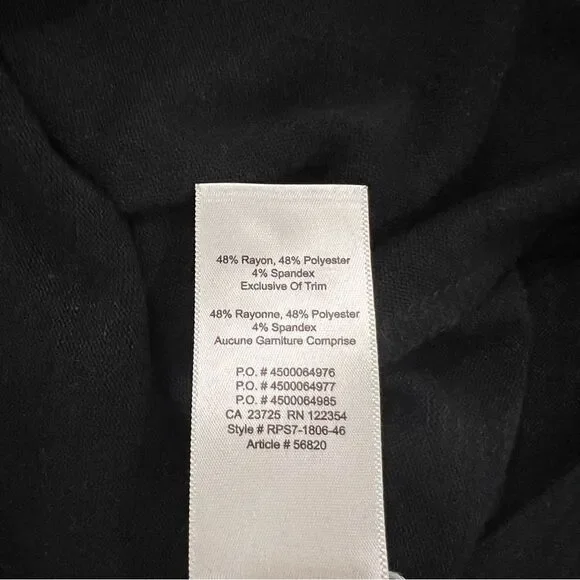 48% Rayon, 48% Polyester
4% Spandex
Exclusive Of Trim
48% Rayonne, 48% Polyester
4% Spandex
Aucune Garniture Comprise
P.O. # 4500064976
P.O. # 4500064977
P.O. # 4500064985
CA 23725 RN 122354
Style # RPS7-1806-46
Article # 56820